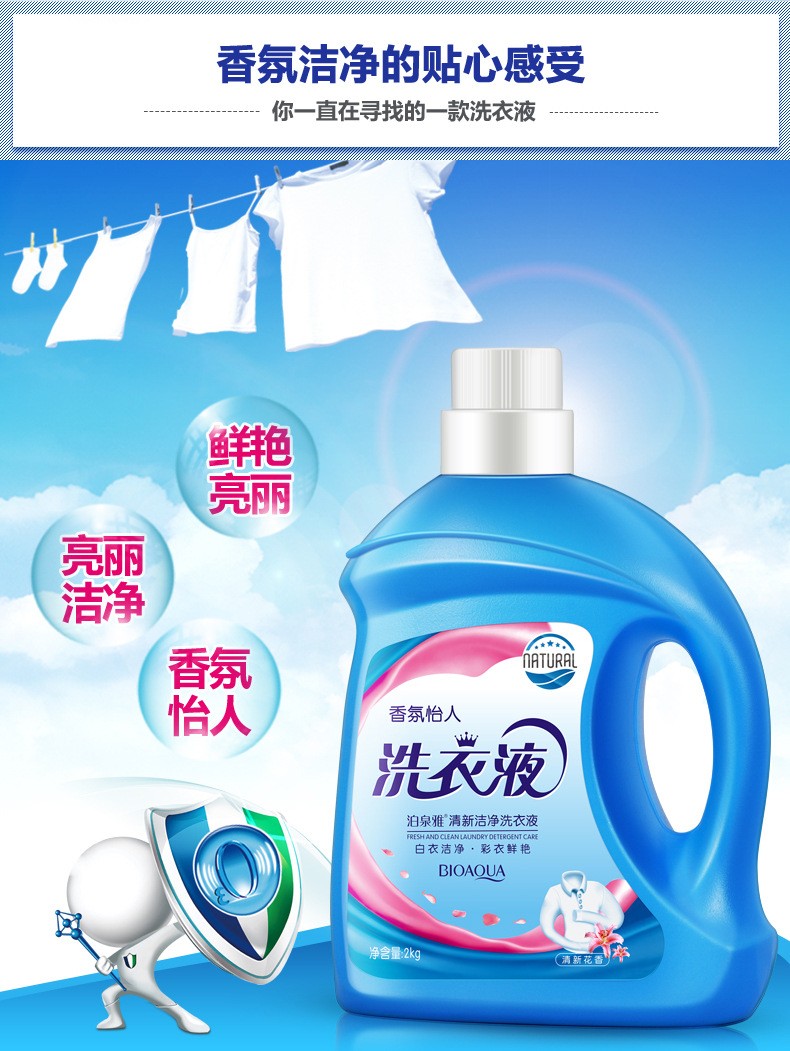 香氛洁净的贴心感受
你一直在寻找的一款洗衣液
鲜艳
亮丽
亮丽
洁净
香氛
怡人
NATURAL
香氛怡人
洗衣液
泊泉雅®清新洁净洗衣液
FRESH AND CLEAN LAUNDRY DETERGENT CARE
白衣洁净·彩衣鲜艳
BIOAQUA
净含量:2kg
清新花香